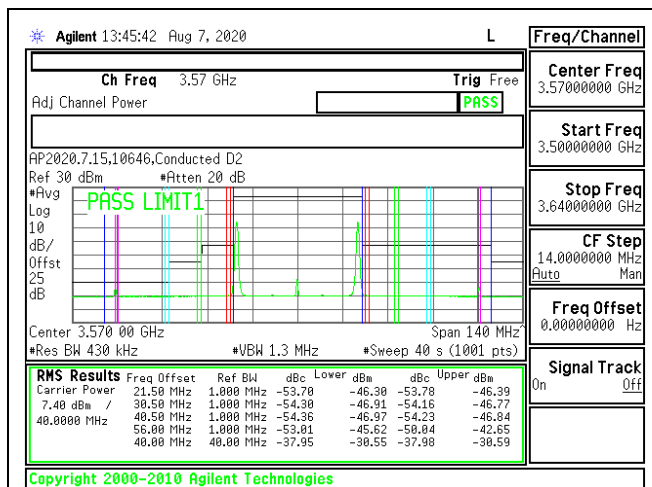 Agilent 13:45:42 Aug 7, 2020 L
Ch Freq 3.57 GHz Trig Free
Adj Channel Power PASS
AP2020.7.15,10646,Conducted D2
Ref 30 dBm #Atten 20 dB
#Avg
Log
10
dB/
Offst
25
dB
PASS LIMIT1
Center 3.570 00 GHz Span 140 MHz
#Res BW 430 kHz #VBW 1.3 MHz #Sweep 40 s (1001 pts)
RMS Results Freq Offset Ref BW dBc Lower dBm dBc Upper dBm
Carrier Power 21.50 MHz 1.000 MHz -53.70 -46.30 -53.78 -46.39
7.40 dBm / 30.50 MHz 1.000 MHz -54.30 -46.91 -54.16 -46.77
40.0000 MHz 40.50 MHz 1.000 MHz -54.36 -46.97 -54.23 -46.84
56.00 MHz 1.000 MHz -53.01 -45.62 -50.04 -42.65
40.00 MHz 40.00 MHz -37.95 -30.55 -37.98 -30.59
Copyright 2000-2010 Agilent Technologies
Freq/Channel
Center Freq
3.57000000 GHz
Start Freq
3.50000000 GHz
Stop Freq
3.64000000 GHz
CF Step
14.0000000 MHz
Auto Man
Freq Offset
0.00000000 Hz
Signal Track
On Off